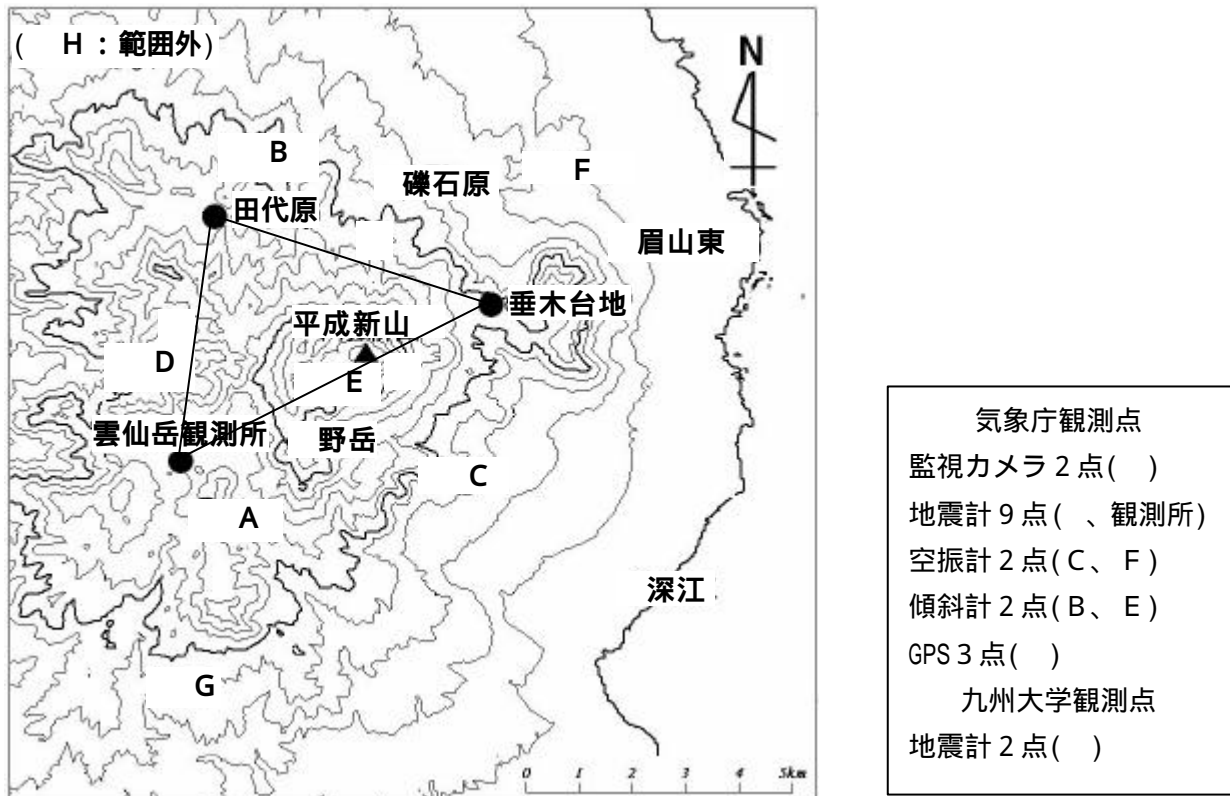 (　H：範囲外)
N
B
F
礫石原
田代原
眉山東
垂木台地
平成新山
D
E
雲仙岳観測所
野岳
C
A
深江
G
0 1 2 3 4 5km
気象庁観測点
監視カメラ２点(　)
地震計９点(　、観測所)
空振計２点(Ｃ、Ｆ)
傾斜計２点(Ｂ、Ｅ)
GPS３点(　)
九州大学観測点
地震計２点(　)